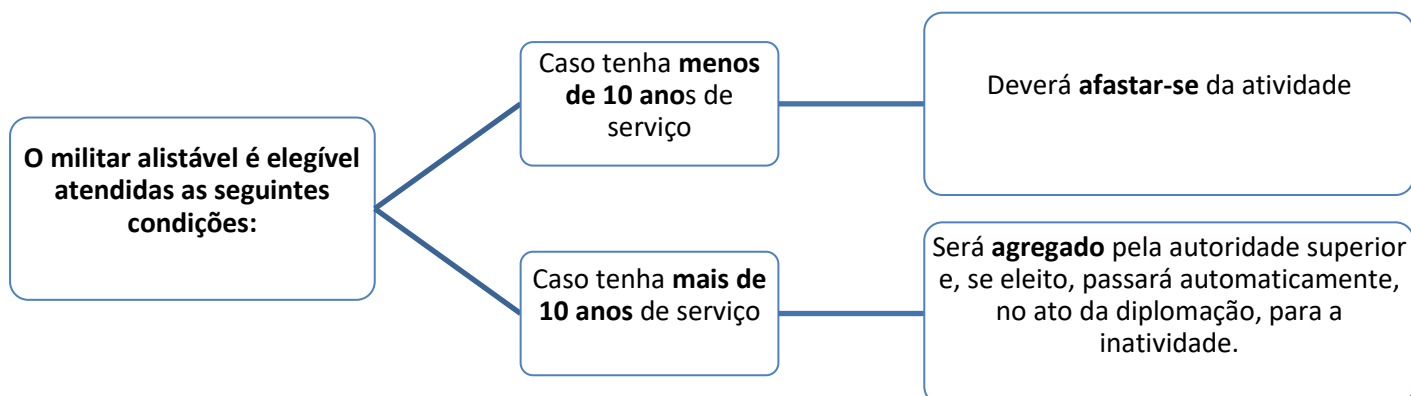 O militar alistável é elegível
atendidas as seguintes
condições:
Caso tenha menos
de 10 anos de
serviço
Deverá afastar-se da atividade
Caso tenha mais de
10 anos de serviço
Será agregado pela autoridade superior
e, se eleito, passará automaticamente,
no ato da diplomação, para a
inatividade.